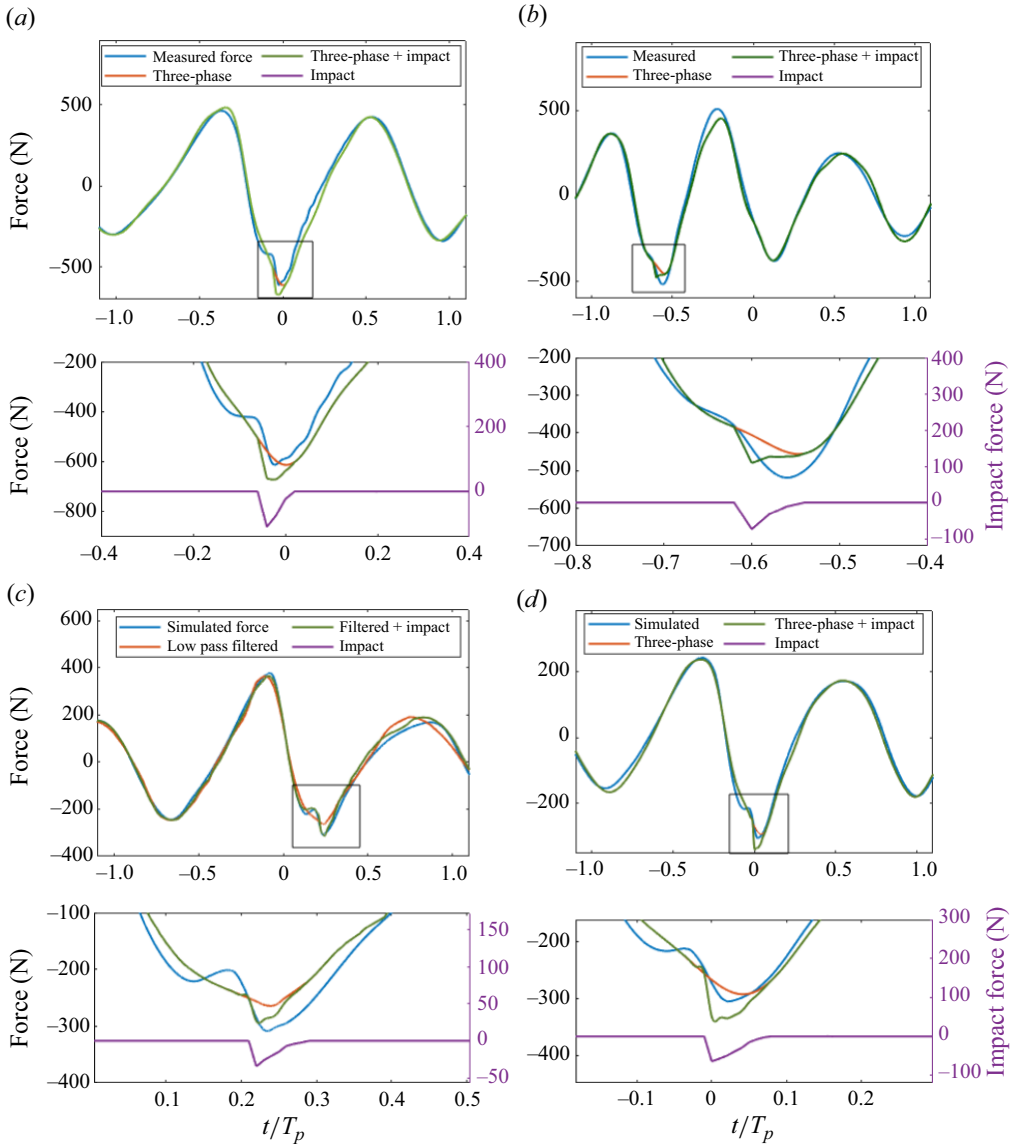 (a)
Measured force Three-phase + impact
Three-phase Impact
Force (N)
500
0
–500
–1.0 –0.5 0 0.5 1.0
(b)
Measured Three-phase + impact
Three-phase Impact
500
0
–500
–1.0 –0.5 0 0.5 1.0
Force (N)
–200
–400
–600
–800
400
200
0
–0.4 –0.2 0 0.2 0.4
–200
–300
–400
–500
–600
–700
400
300
200
100
0
–100
Impact force (N)
–0.8 –0.7 –0.6 –0.5 –0.4
(c)
Simulated force Filtered + impact
Low pass filtered Impact
Force (N)
600
400
200
0
–200
–400
–1.0 –0.5 0 0.5 1.0
(d)
Simulated Three-phase + impact
Three-phase Impact
200
0
–200
–1.0 –0.5 0 0.5 1.0
Force (N)
–100
–200
–300
–400
150
100
50
0
–50
0.1 0.2 0.3 0.4 0.5
t/Tp
–200
–300
–400
300
200
100
0
–100
Impact force (N)
–0.1 0 0.1 0.2
t/Tp